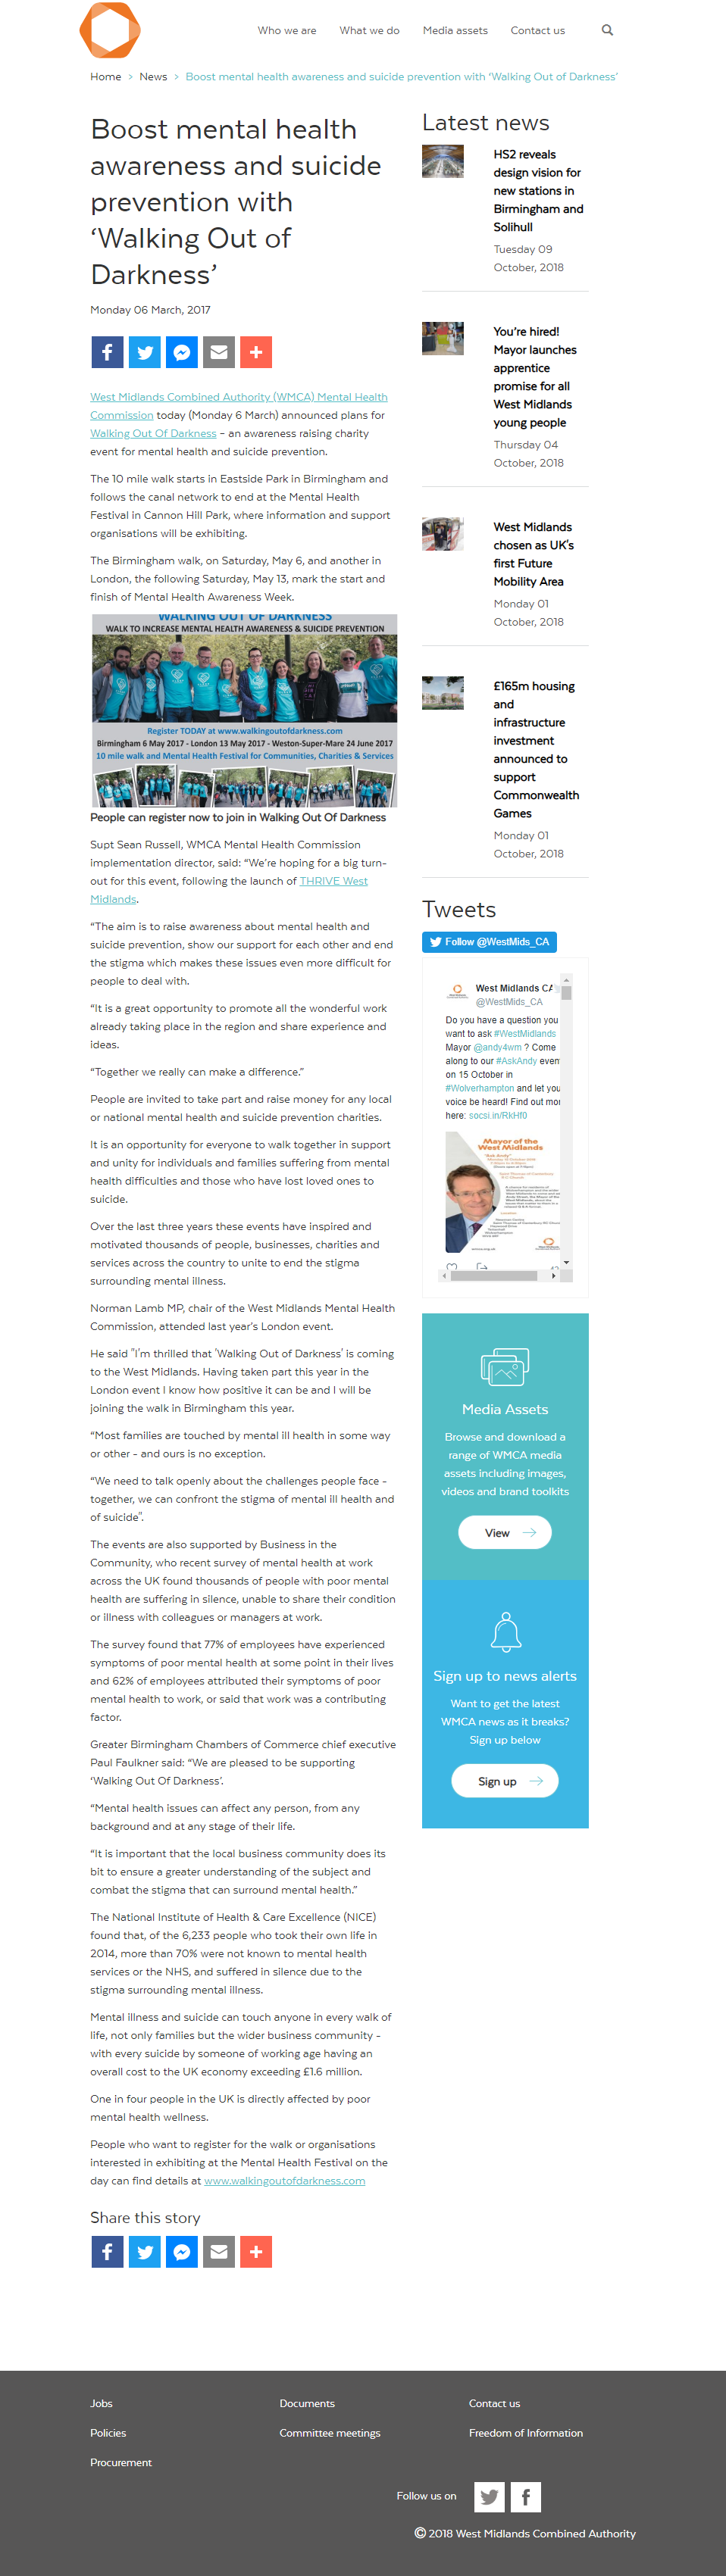 Who we are
What we do
Media assets
Contact us
Home > News > Boost mental health awareness and suicide prevention with ‘Walking Out of Darkness’
Boost mental health
awareness and suicide
prevention with
‘Walking Out of
Darkness’
Monday 06 March, 2017
West Midlands Combined Authority (WMCA) Mental Health
Commission today (Monday 6 March) announced plans for
Walking Out Of Darkness – an awareness raising charity
event for mental health and suicide prevention.
The 10 mile walk starts in Eastside Park in Birmingham and
follows the canal network to end at the Mental Health
Festival in Cannon Hill Park, where information and support
organisations will be exhibiting.
The Birmingham walk, on Saturday, May 6, and another in
London, the following Saturday, May 13, mark the start and
finish of Mental Health Awareness Week.
WALKING OUT OF DARKNESS
WALK TO INCREASE MENTAL HEALTH AWARENESS & SUICIDE PREVENTION
Register TODAY at www.walkingoutofdarkness.com
Birmingham 6 May 2017 - London 13 May 2017 - Weston-Super-Mare 24 June 2017
10 mile walk and Mental Health Festival for Communities, Charities & Services
People can register now to join in Walking Out Of Darkness
Supt Sean Russell, WMCA Mental Health Commission
implementation director, said: “We’re hoping for a big turn-
out for this event, following the launch of THRIVE West
Midlands.
“The aim is to raise awareness about mental health and
suicide prevention, show our support for each other and end
the stigma which makes these issues even more difficult for
people to deal with.
“It is a great opportunity to promote all the wonderful work
already taking place in the region and share experience and
ideas.
“Together we really can make a difference.”
People are invited to take part and raise money for any local
or national mental health and suicide prevention charities.
It is an opportunity for everyone to walk together in support
and unity for individuals and families suffering from mental
health difficulties and those who have lost loved ones to
suicide.
Over the last three years these events have inspired and
motivated thousands of people, businesses, charities and
services across the country to unite to end the stigma
surrounding mental illness.
Norman Lamb MP, chair of the West Midlands Mental Health
Commission, attended last year’s London event.
He said "I'm thrilled that 'Walking Out of Darkness' is coming
to the West Midlands. Having taken part this year in the
London event I know how positive it can be and I will be
joining the walk in Birmingham this year.
“Most families are touched by mental ill health in some way
or other - and ours is no exception.
“We need to talk openly about the challenges people face -
together, we can confront the stigma of mental ill health and
of suicide".
The events are also supported by Business in the
Community, who recent survey of mental health at work
across the UK found thousands of people with poor mental
health are suffering in silence, unable to share their condition
or illness with colleagues or managers at work.
The survey found that 77% of employees have experienced
symptoms of poor mental health at some point in their lives
and 62% of employees attributed their symptoms of poor
mental health to work, or said that work was a contributing
factor.
Greater Birmingham Chambers of Commerce chief executive
Paul Faulkner said: “We are pleased to be supporting
‘Walking Out Of Darkness’.
“Mental health issues can affect any person, from any
background and at any stage of their life.
“It is important that the local business community does its
bit to ensure a greater understanding of the subject and
combat the stigma that can surround mental health.”
The National Institute of Health & Care Excellence (NICE)
found that, of the 6,233 people who took their own life in
2014, more than 70% were not known to mental health
services or the NHS, and suffered in silence due to the
stigma surrounding mental illness.
Mental illness and suicide can touch anyone in every walk of
life, not only families but the wider business community -
with every suicide by someone of working age having an
overall cost to the UK economy exceeding £1.6 million.
One in four people in the UK is directly affected by poor
mental health wellness.
People who want to register for the walk or organisations
interested in exhibiting at the Mental Health Festival on the
day can find details at www.walkingoutofdarkness.com
Share this story
Latest news
HS2 reveals
design vision for
new stations in
Birmingham and
Solihull
Tuesday 09
October, 2018
You’re hired!
Mayor launches
apprentice
promise for all
West Midlands
young people
Thursday 04
October, 2018
West Midlands
chosen as UK’s
first Future
Mobility Area
Monday 01
October, 2018
£165m housing
and
infrastructure
investment
announced to
support
Commonwealth
Games
Monday 01
October, 2018
Tweets
Follow @WestMids_CA
West Midlands CA
@WestMids_CA
Do you have a question you
want to ask #WestMidlands
Mayor @andy4wm ? Come
along to our #AskAndy even
on 15 October in
#Wolverhampton and let you
voice be heard! Find out mor
here: socsi.in/RkHf0
Mayor of the
West Midlands
Media Assets
Browse and download a
range of WMCA media
assets including images,
videos and brand toolkits
View
Sign up to news alerts
Want to get the latest
WMCA news as it breaks?
Sign up below
Sign up
Jobs
Documents
Contact us
Policies
Committee meetings
Freedom of Information
Procurement
Follow us on
© 2018 West Midlands Combined Authority